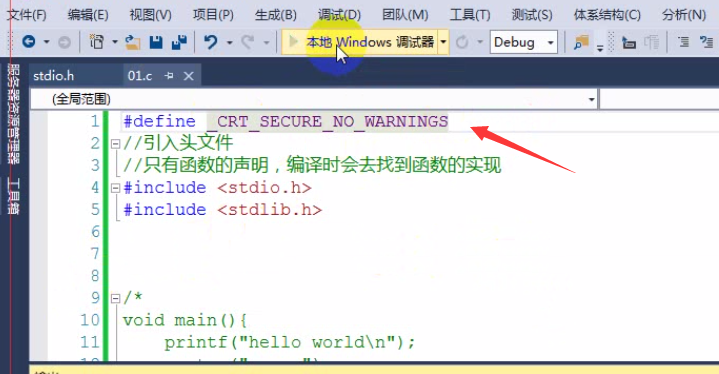 文件(F) 编辑(E) 视图(V) 项目(P) 生成(B) 调试(D) 团队(M) 工具(T) 测试(S) 体系结构(C) 分析(N)
本地 Windows 调试器 Debug
服务器资源管理器
工具箱
stdio.h 01.c
(全局范围)
1 #define _CRT_SECURE_NO_WARNINGS
2 //引入头文件
3 //只有函数的声明，编译时会去找到函数的实现
4 #include <stdio.h>
5 #include <stdlib.h>
6
7
8
9 /*
10 void main(){
11 printf("hello world\n");